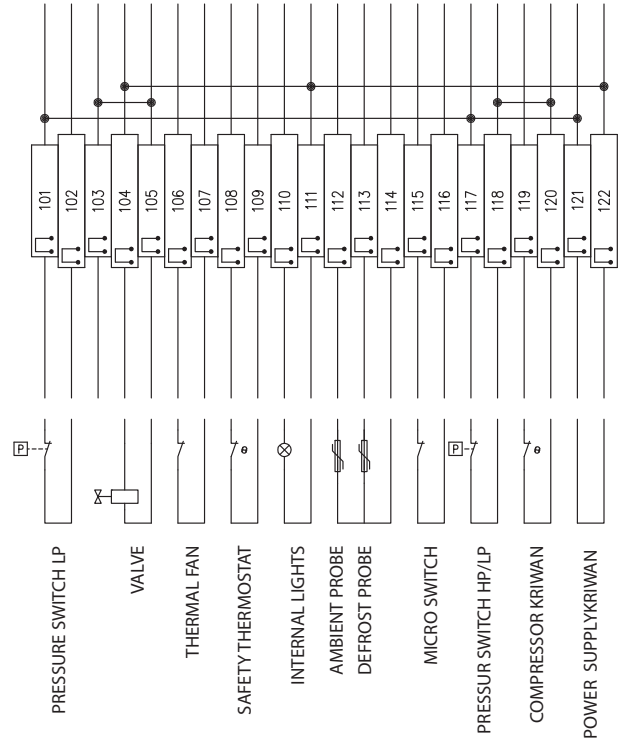 101
102
103
104
105
106
107
108
109
110
111
112
113
114
115
116
117
118
119
120
121
122
P
θ
P
θ
PRESSURE SWITCH LP
VALVE
THERMAL FAN
SAFETY THERMOSTAT
INTERNAL LIGHTS
AMBIENT PROBE
DEFROST PROBE
MICRO SWITCH
PRESSUR SWITCH HP/LP
COMPRESSOR KRIWAN
POWER SUPPLYKRIWAN